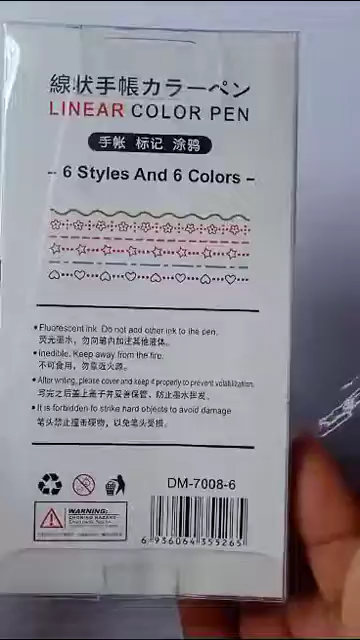 線状手帳カラーペン
LINEAR COLOR PEN
手帐 标记 涂鸦
- 6 Styles And 6 Colors -
• Fluorescent ink. Do not add other ink to the pen.
荧光墨水，勿向笔内加注其他液体。
• Inedible. Keep away from the fire.
不可食用，勿靠近火源。
• After writing, please cover and keep it properly to prevent volatilization.
写完之后盖上盖子并妥善保管，防止墨水挥发。
• It is forbidden to strike hard objects to avoid damage
笔头禁止撞击硬物，以免笔头受损。
DM-7008-6
WARNING:
CHOKING HAZARD
6 936064 355265